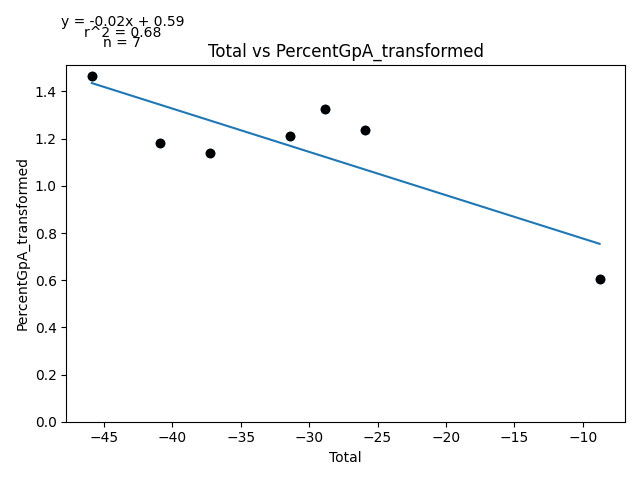 y = -0.02x + 0.59
r^2 = 0.68
n = 7
Total vs PercentGpA_transformed
PercentGpA_transformed
1.4
1.2
1.0
0.8
0.6
0.4
0.2
0.0
−45
−40
−35
−30
−25
−20
−15
−10
Total